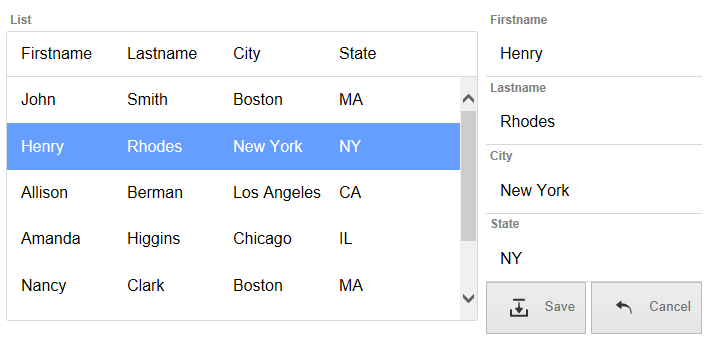 List
Firstname Lastname City State
John Smith Boston MA
Henry Rhodes New York NY
Allison Berman Los Angeles CA
Amanda Higgins Chicago IL
Nancy Clark Boston MA
Firstname
Henry
Lastname
Rhodes
City
New York
State
NY
Save Cancel